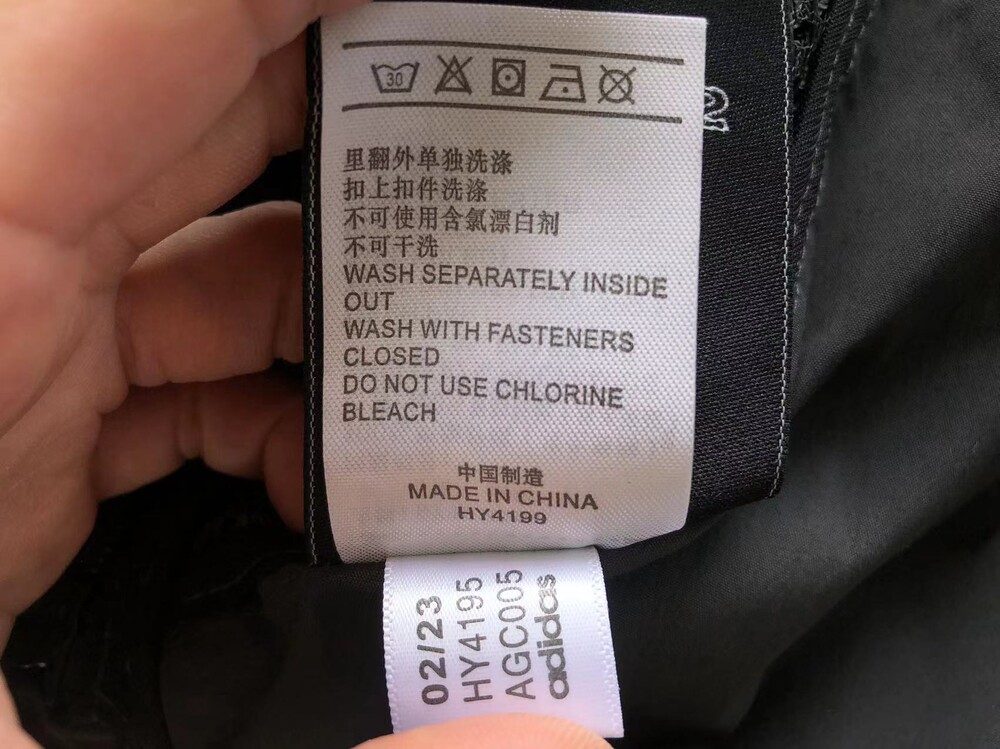 30
里翻外单独洗涤
扣上扣件洗涤
不可使用含氯漂白剂
不可干洗
WASH SEPARATELY INSIDE
OUT
WASH WITH FASTENERS
CLOSED
DO NOT USE CHLORINE
BLEACH
中国制造
MADE IN CHINA
HY4199
02/23
HY4195
AGC005
adidas